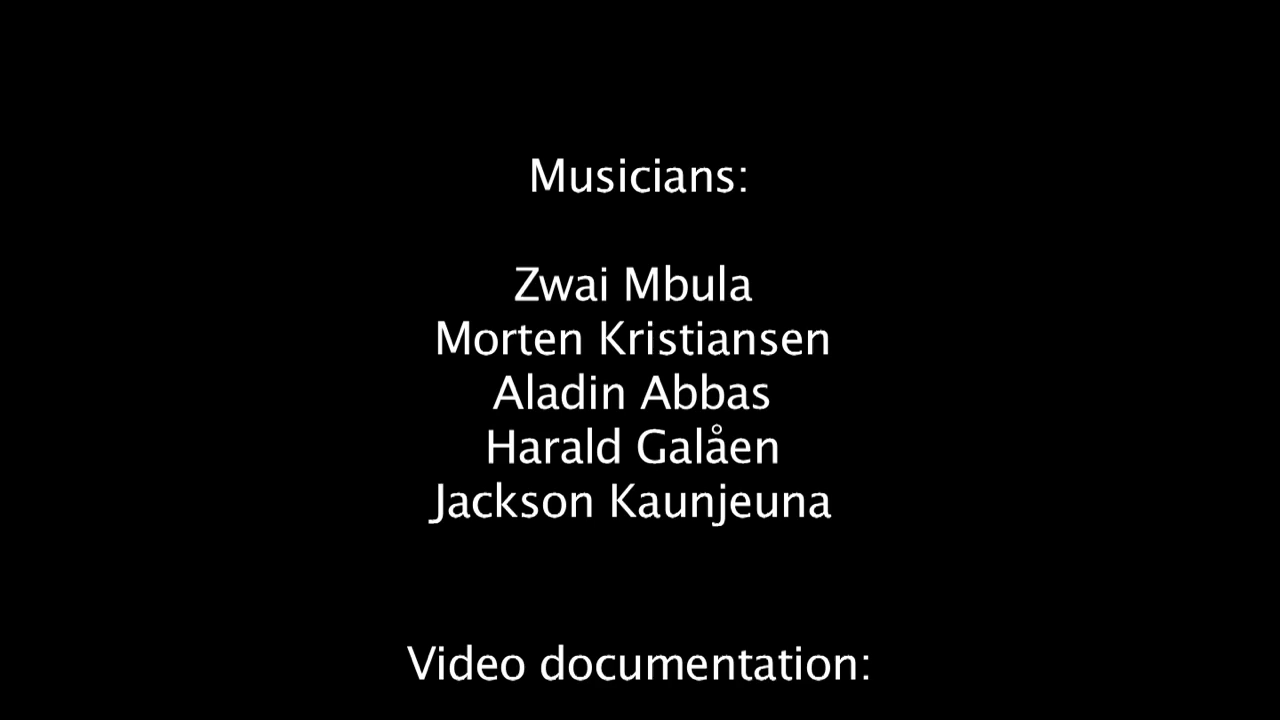 Musicians:
Zwai Mbula
Morten Kristiansen
Aladin Abbas
Harald Galåen
Jackson Kaunjeuna
Video documentation: